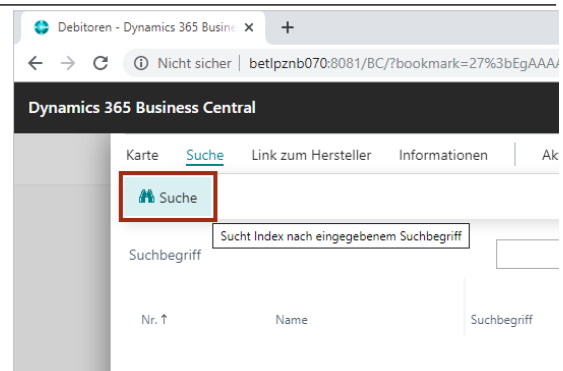 Debitoren - Dynamics 365 Busine
Nicht sicher | betlpznb070:8081/BC/?bookmark=27%3bEgAAA
Dynamics 365 Business Central
Karte Suche Link zum Hersteller Informationen | Ak
Suche
Sucht Index nach eingegebenem Suchbegriff
Suchbegriff
Nr. ↑ Name Suchbegriff